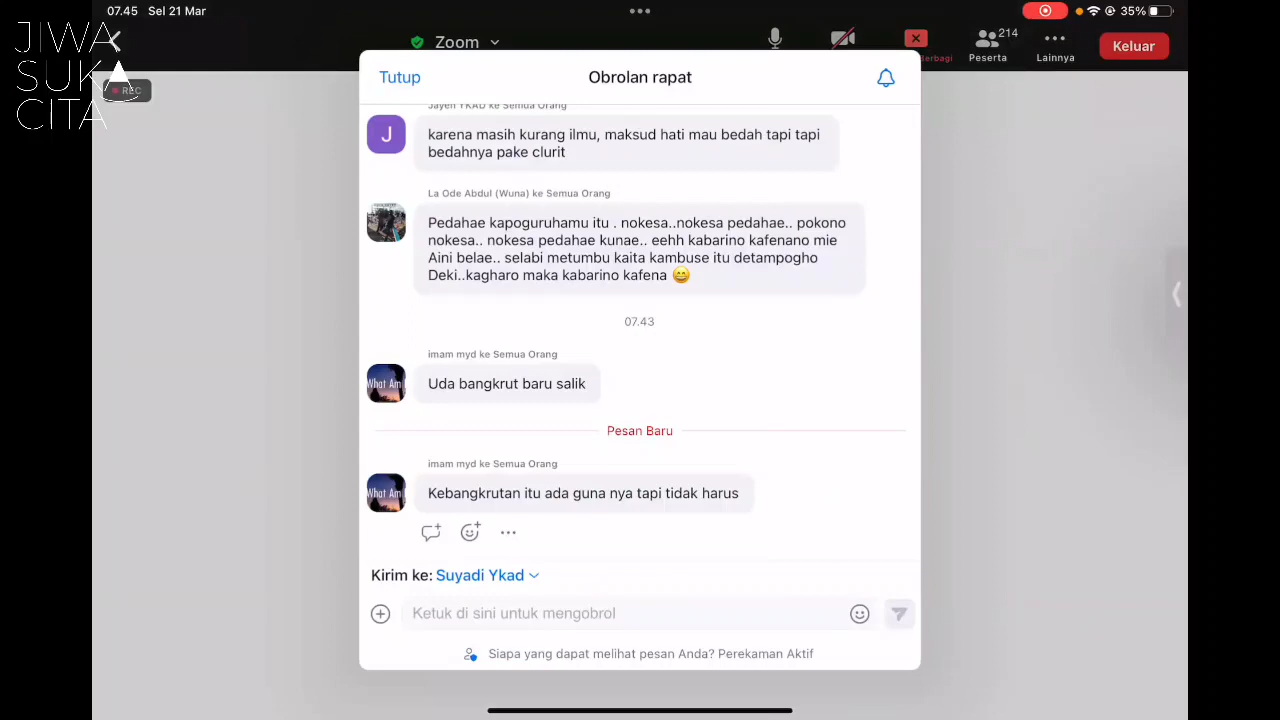 07.45 Sel 21 Mar
35%
JIWA
SUKA
CITA
REC
Zoom
214
Peserta
Lainnya
Keluar
Tutup
Obrolan rapat
Jayen YKAD ke Semua Orang
J
karena masih kurang ilmu, maksud hati mau bedah tapi tapi
bedahnya pake clurit
La Ode Abdul (Wuna) ke Semua Orang
Pedahae kapoguruhamu itu . nokesa..nokesa pedahae.. pokono
nokesa.. nokesa pedahae kunae.. eehh kabarino kafenano mie
Aini belae.. selabi metumbu kaita kambuse itu detampogho
Deki..kagharo maka kabarino kafena 😄
07.43
imam myd ke Semua Orang
What Am I
Uda bangkrut baru salik
Pesan Baru
imam myd ke Semua Orang
What Am I
Kebangkrutan itu ada guna nya tapi tidak harus
Kirim ke: Suyadi Ykad
Ketuk di sini untuk mengobrol
Siapa yang dapat melihat pesan Anda? Perekaman Aktif